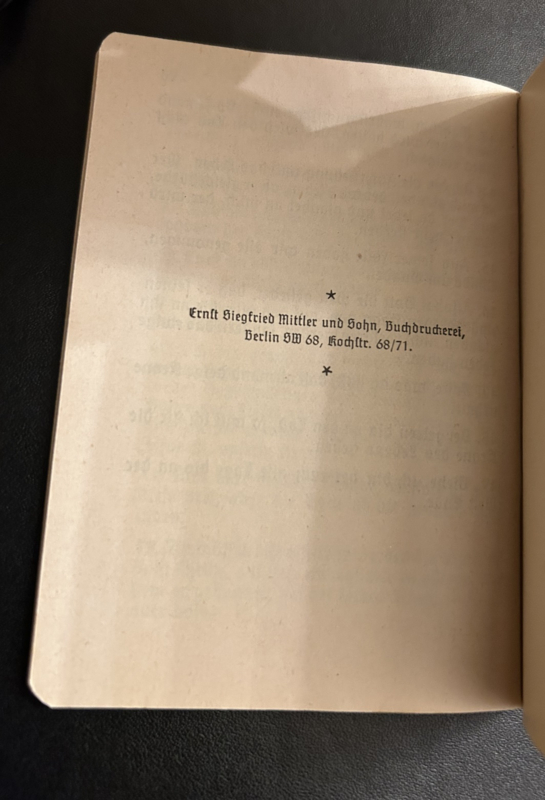 *
Ernst Siegfried Mittler und Sohn, Buchdruckerei,
Berlin SW 68, Kochstr. 68/71.
*